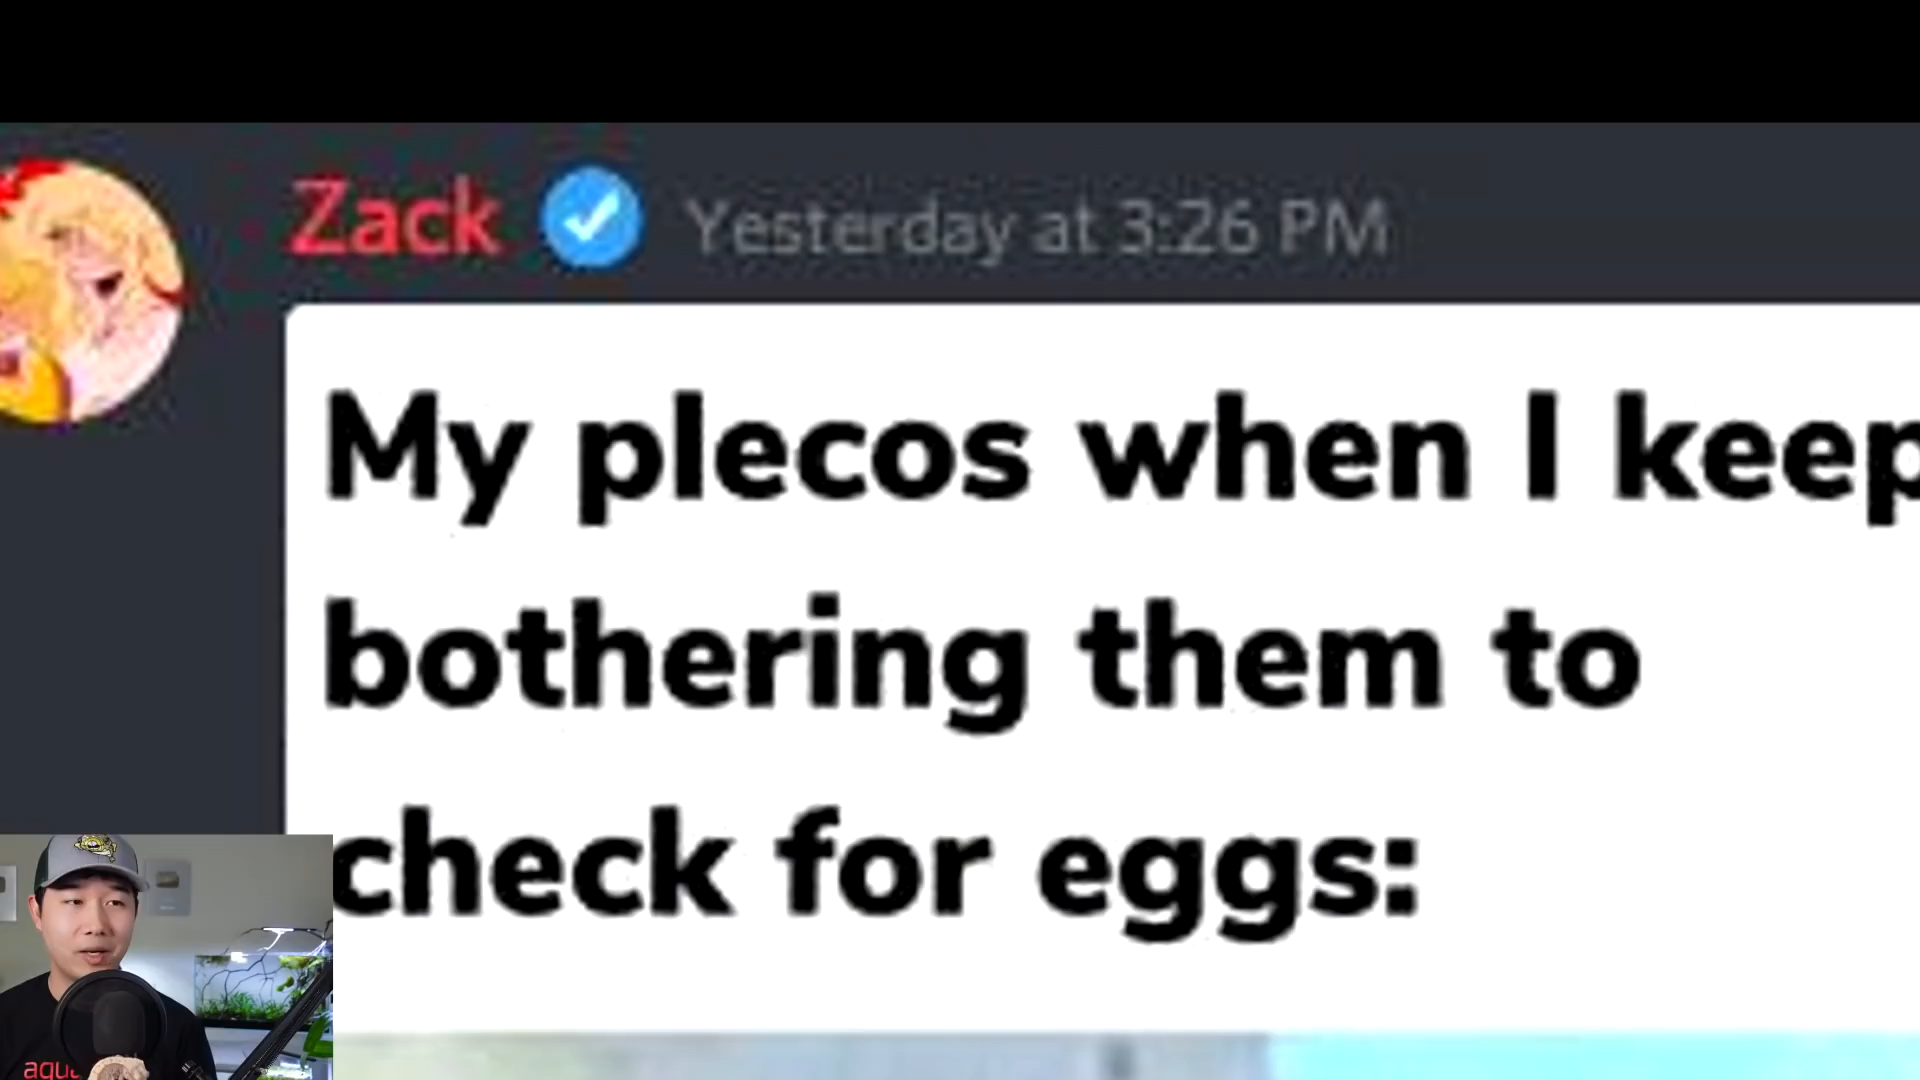 Zack Yesterday at 3:26 PM
My plecos when I keep
bothering them to
check for eggs: